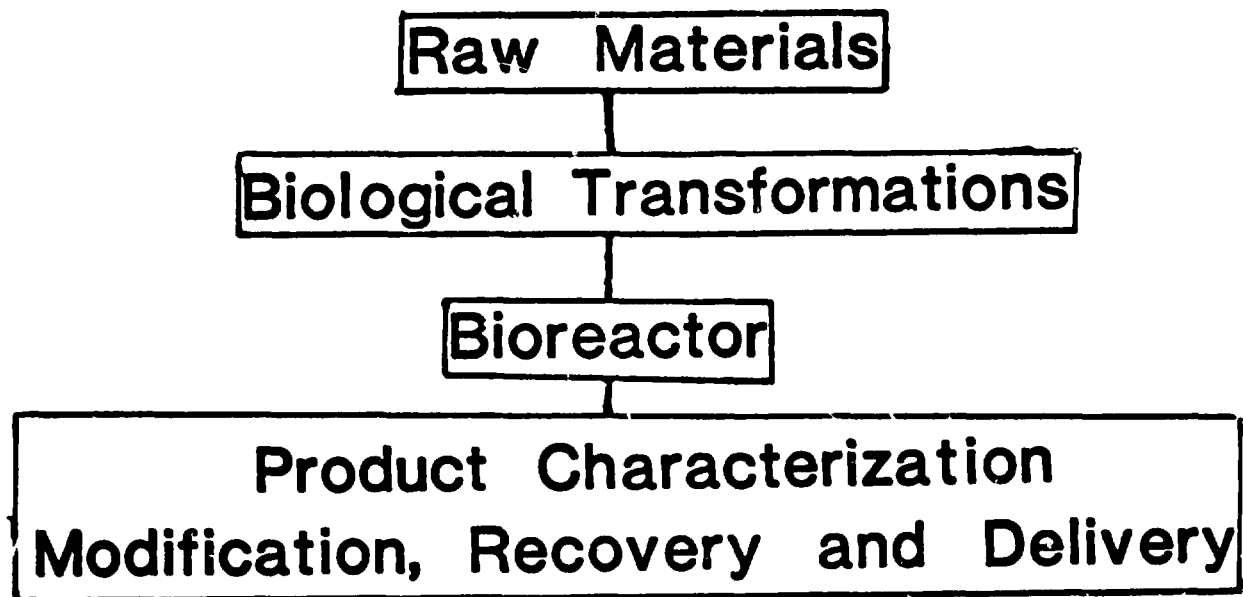 Raw Materials
Biological Transformations
Bioreactor
Product Characterization
Modification, Recovery and Delivery